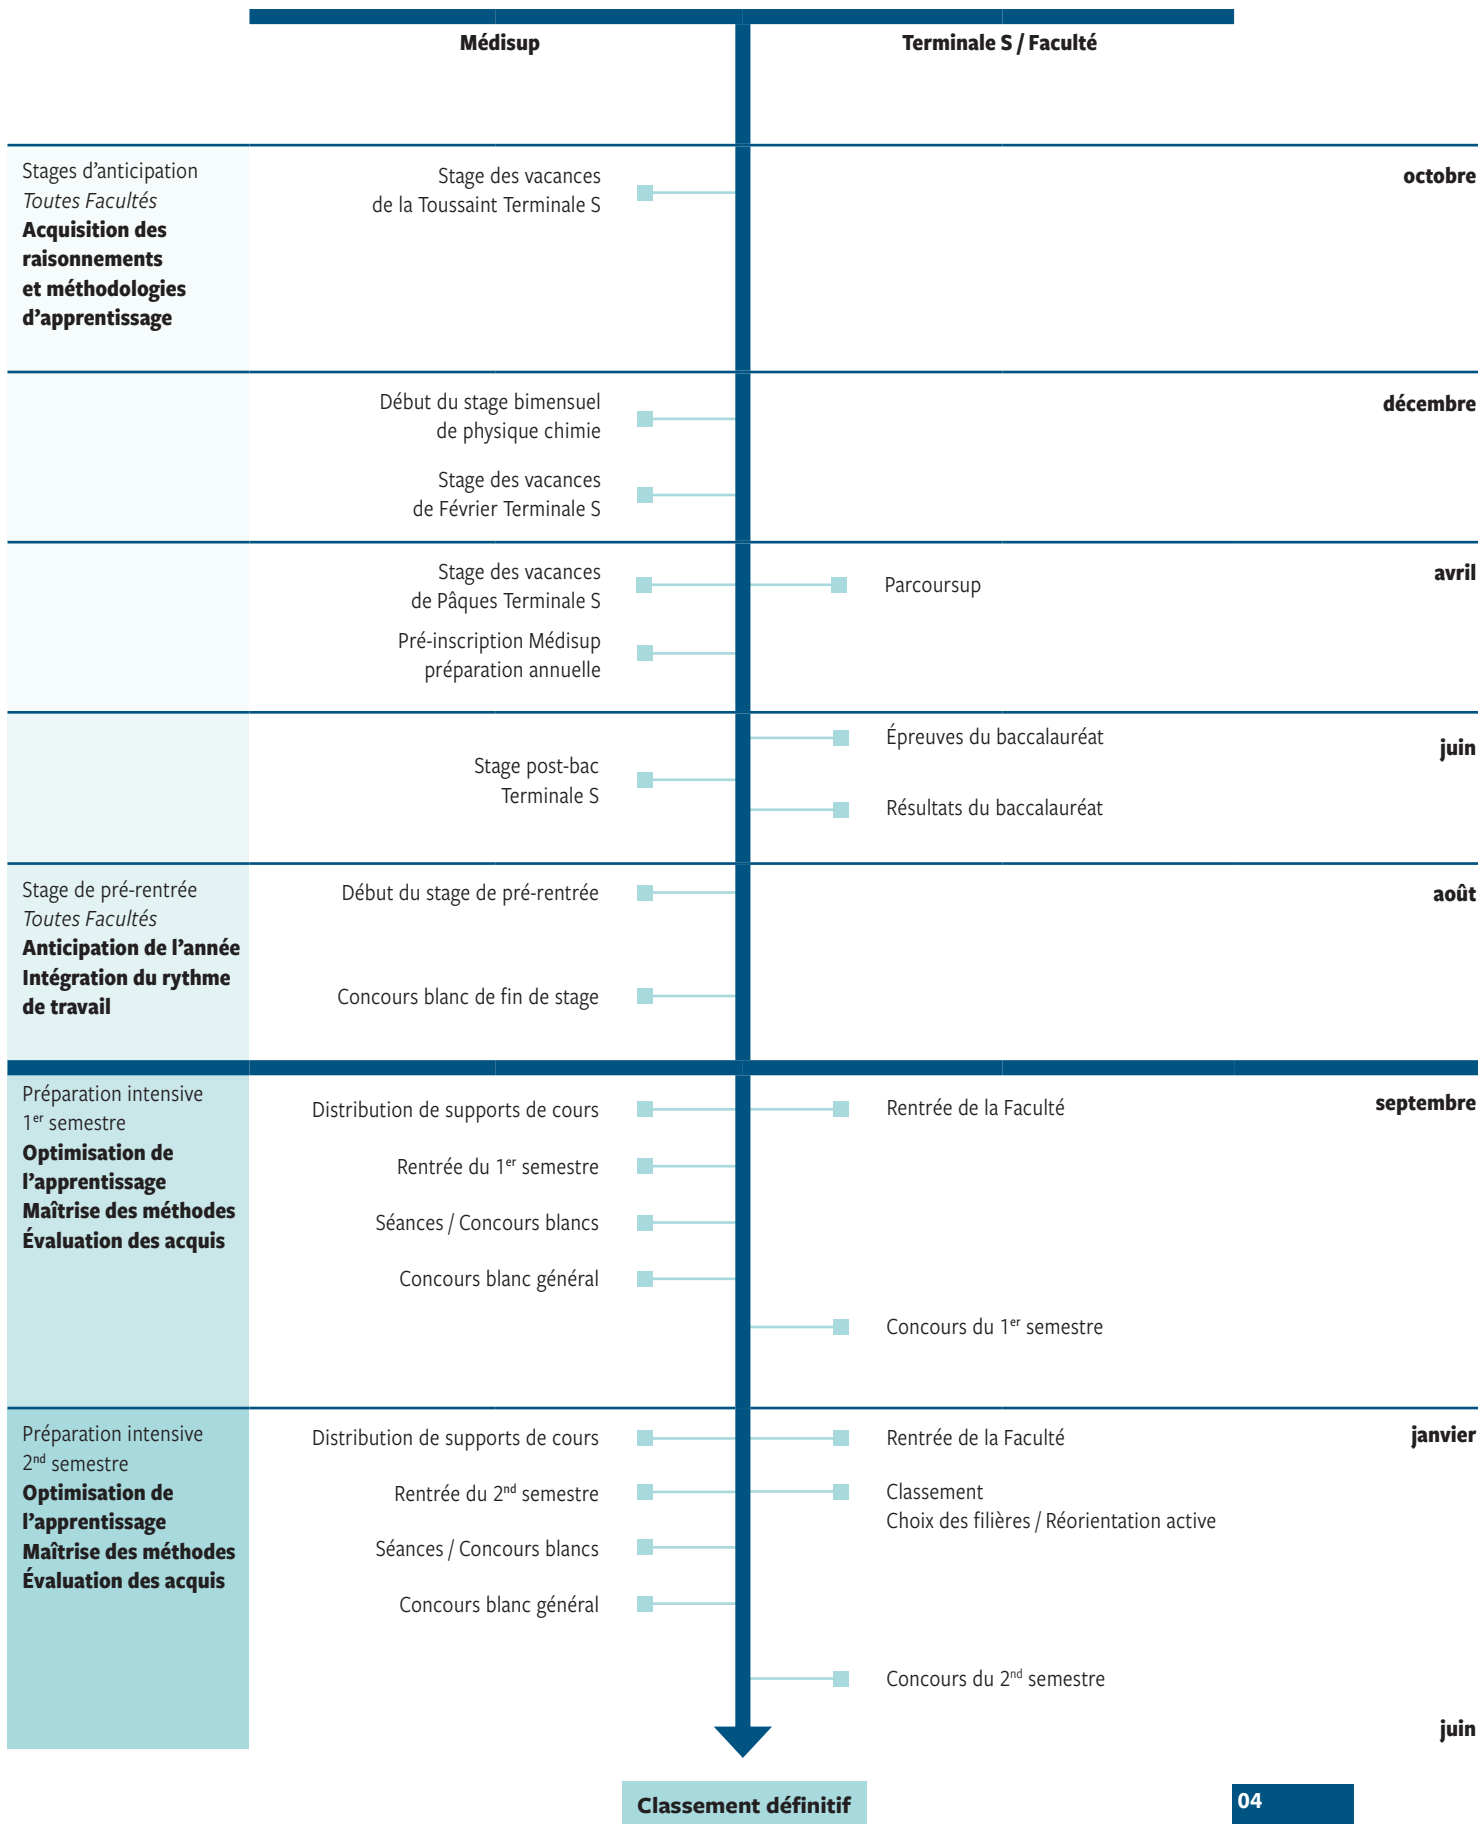 Médisup
Terminale S / Faculté
Stages d’anticipation
Toutes Facultés
Acquisition des
raisonnements
et méthodologies
d’apprentissage
Stage des vacances
de la Toussaint Terminale S
octobre
Début du stage bimensuel
de physique chimie
Stage des vacances
de Février Terminale S
décembre
Stage des vacances
de Pâques Terminale S
Pré-inscription Médisup
préparation annuelle
Parcoursup
avril
Stage post-bac
Terminale S
Épreuves du baccalauréat
Résultats du baccalauréat
juin
Stage de pré-rentrée
Toutes Facultés
Anticipation de l’année
Intégration du rythme
de travail
Début du stage de pré-rentrée
Concours blanc de fin de stage
août
Préparation intensive
1er semestre
Optimisation de
l’apprentissage
Maîtrise des méthodes
Évaluation des acquis
Distribution de supports de cours
Rentrée du 1er semestre
Séances / Concours blancs
Concours blanc général
Rentrée de la Faculté
Concours du 1er semestre
septembre
Préparation intensive
2nd semestre
Optimisation de
l’apprentissage
Maîtrise des méthodes
Évaluation des acquis
Distribution de supports de cours
Rentrée du 2nd semestre
Séances / Concours blancs
Concours blanc général
Rentrée de la Faculté
Classement
Choix des filières / Réorientation active
Concours du 2nd semestre
janvier
juin
Classement définitif
04